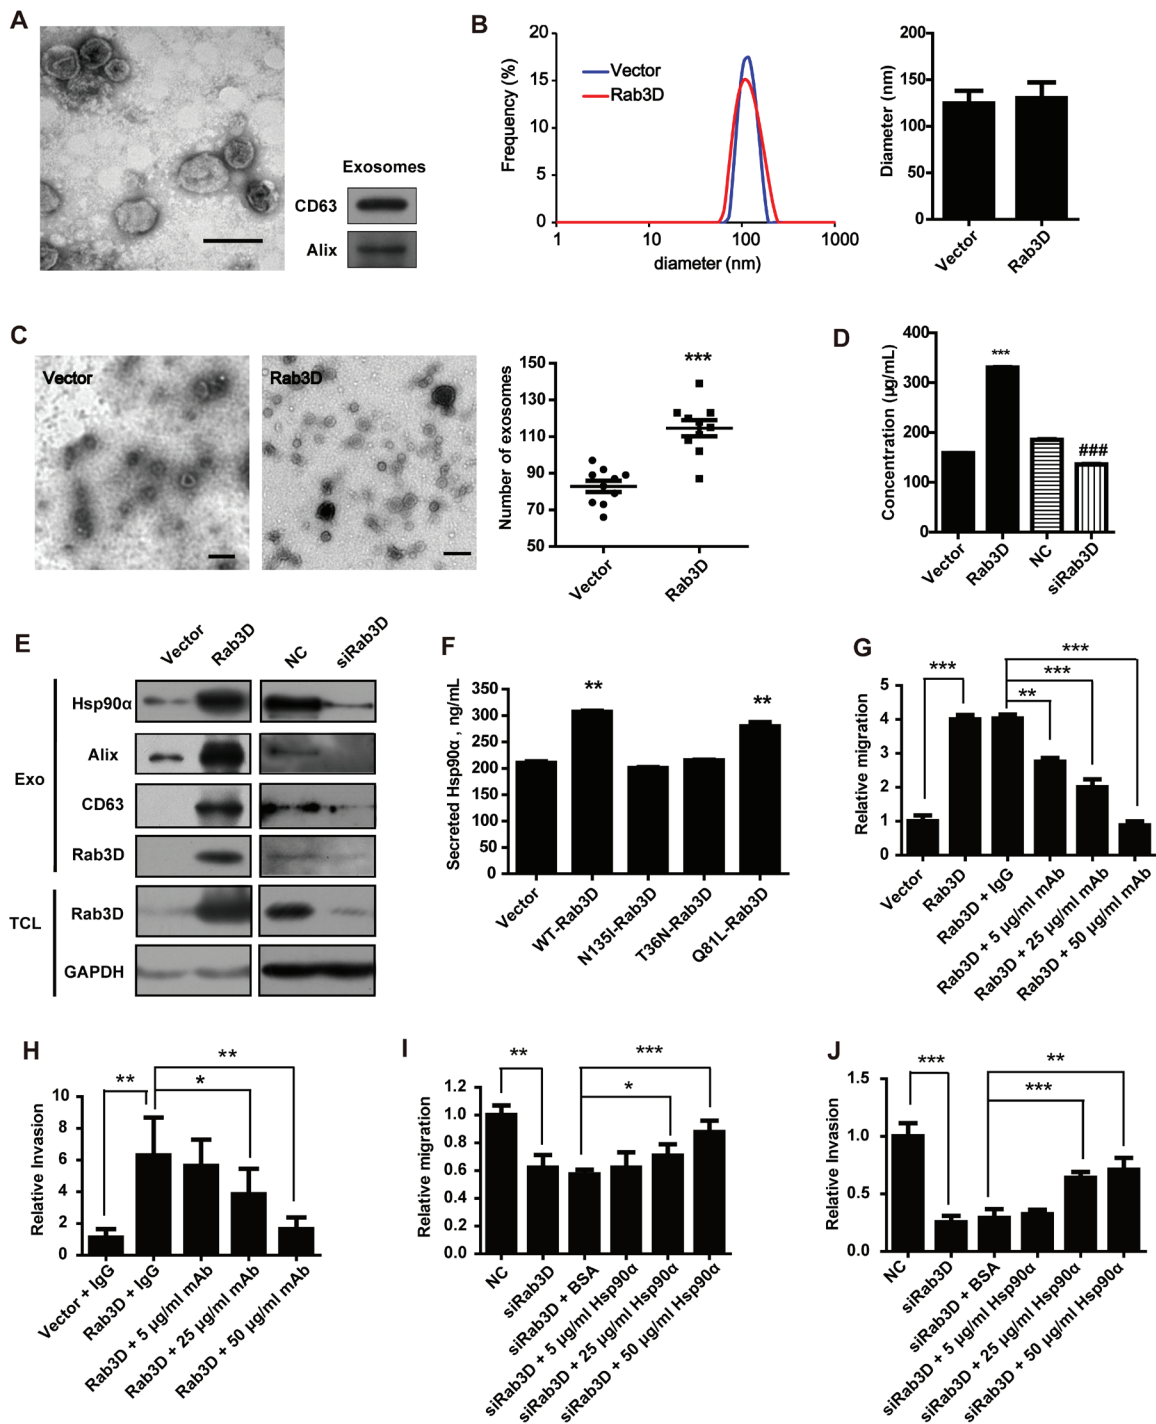 A
Exosomes
CD63
Alix
B
Frequency (%)
20
15
10
5
0
Vector
Rab3D
1
10
100
1000
diameter (nm)
Diameter (nm)
200
150
100
50
0
Vector
Rab3D
C
Vector
Rab3D
Number of exosomes
150
130
110
90
70
50
***
Vector
Rab3D
D
Concentration (µg/mL)
400
300
200
100
0
***
###
Vector
Rab3D
NC
siRab3D
E
Vector
Rab3D
NC
siRab3D
Exo
Hsp90α
Alix
CD63
Rab3D
TCL
Rab3D
GAPDH
F
Secreted Hsp90α , ng/mL
350
300
250
200
150
100
50
0
**
**
Vector
WT-Rab3D
N135I-Rab3D
T36N-Rab3D
Q81L-Rab3D
G
Relative migration
5
4
3
2
1
0
***
***
***
**
Vector
Rab3D
Rab3D + IgG
Rab3D + 5 µg/ml mAb
Rab3D + 25 µg/ml mAb
Rab3D + 50 µg/ml mAb
H
Relative Invasion
10
8
6
4
2
0
**
**
*
Vector + IgG
Rab3D + IgG
Rab3D + 5 µg/ml mAb
Rab3D + 25 µg/ml mAb
Rab3D + 50 µg/ml mAb
I
Relative migration
1.2
1.0
0.8
0.6
0.4
0.2
0.0
**
***
*
NC
siRab3D
siRab3D + BSA
siRab3D + 5 µg/ml Hsp90α
siRab3D + 25 µg/ml Hsp90α
siRab3D + 50 µg/ml Hsp90α
J
Relative Invasion
1.5
1.0
0.5
0.0
***
**
***
NC
siRab3D
siRab3D + BSA
siRab3D + 5 µg/ml Hsp90α
siRab3D + 25 µg/ml Hsp90α
siRab3D + 50 µg/ml Hsp90α